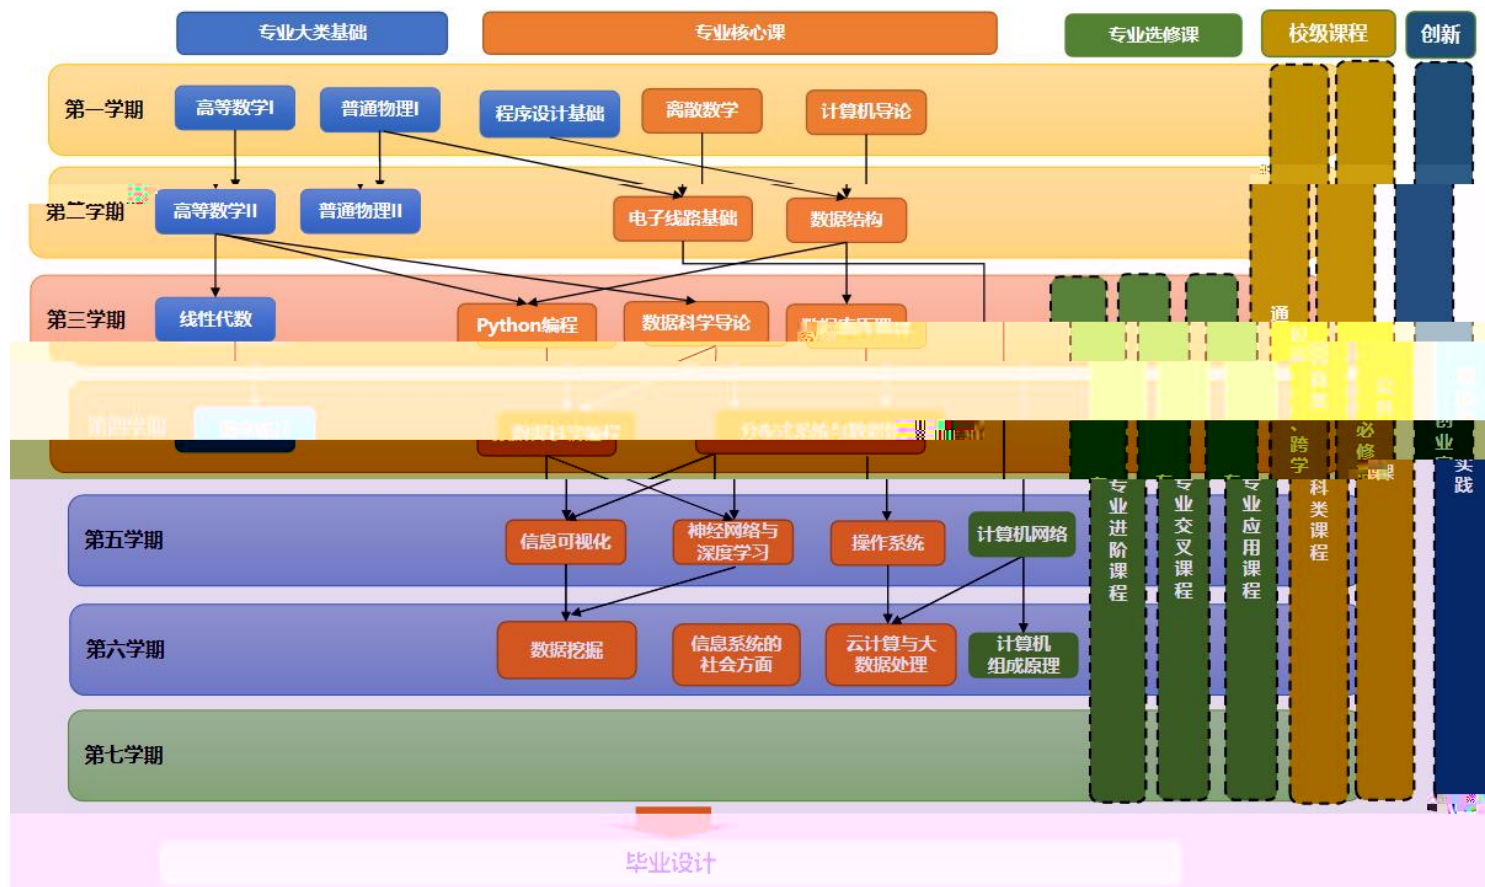 专业大类基础
专业核心课
专业选修课
校级课程
创新
第一学期
高等数学I
普通物理I
程序设计基础
离散数学
计算机导论
第二学期
高等数学II
普通物理II
电子线路基础
数据结构
第三学期
线性代数
Python编程
数据科学导论
第五学期
信息可视化
神经网络与
深度学习
操作系统
计算机网络
第六学期
数据挖掘
信息系统的
社会方面
云计算与大
数据处理
计算机
组成原理
第七学期
专业进阶课程
专业交叉课程
专业应用课程
跨学
科类课程
必修
课
实践
毕业设计